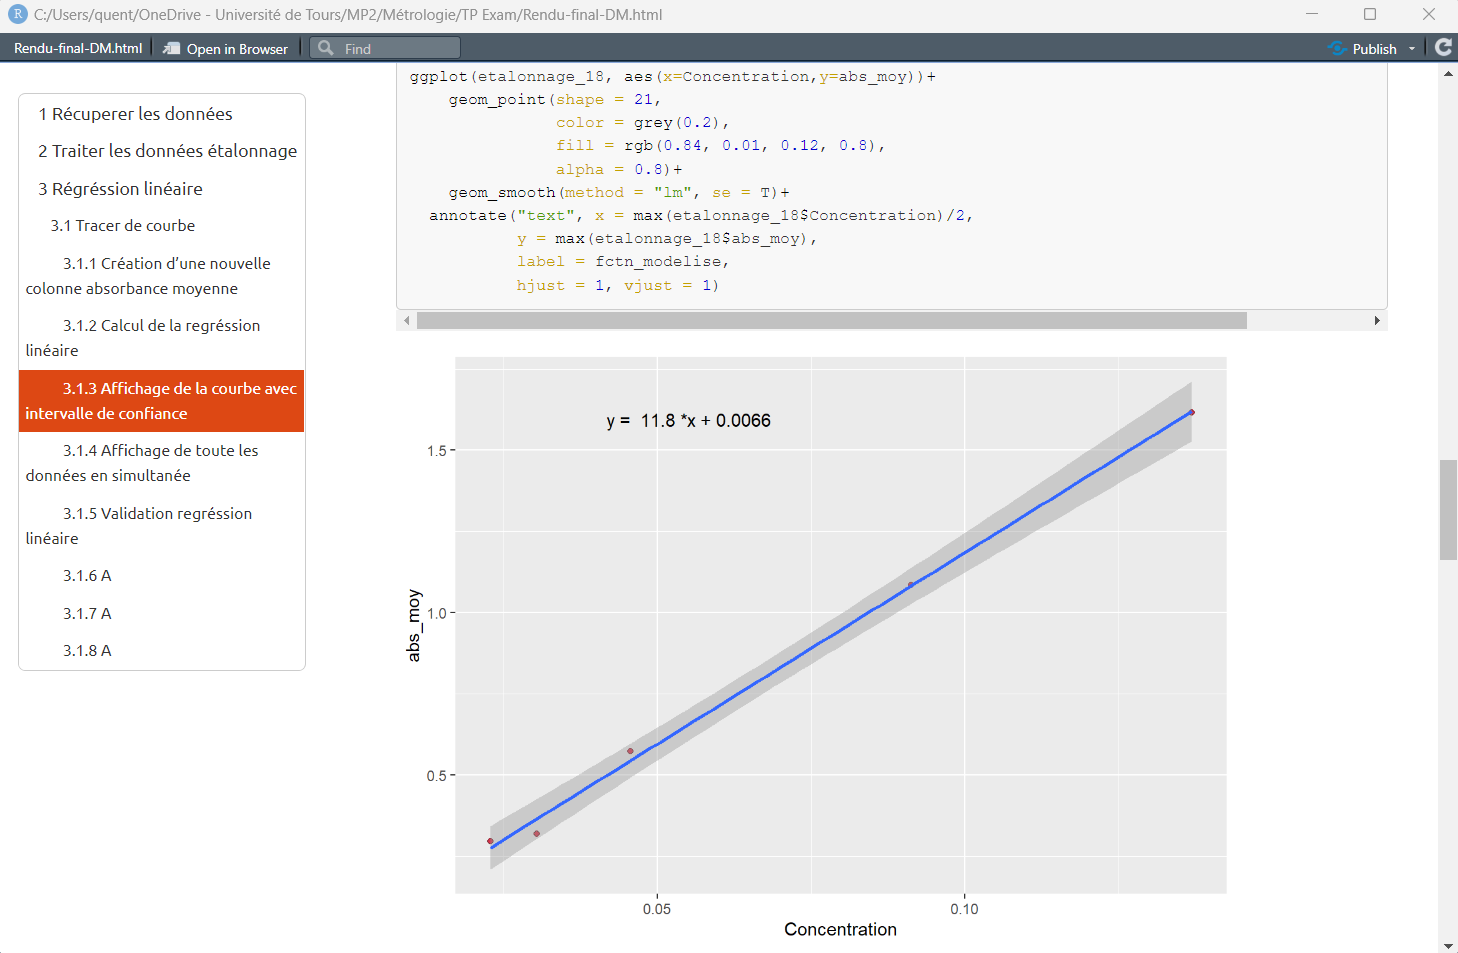 R C:/Users/quent/OneDrive - Université de Tours/MP2/Métrologie/TP Exam/Rendu-final-DM.html
Rendu-final-DM.html Open in Browser Find Publish
1 Récuperer les données
2 Traiter les données étalonnage
3 Régréssion linéaire
3.1 Tracer de courbe
3.1.1 Création d’une nouvelle
colonne absorbance moyenne
3.1.2 Calcul de la regréssion
linéaire
3.1.3 Affichage de la courbe avec
intervalle de confiance
3.1.4 Affichage de toute les
données en simultanée
3.1.5 Validation regréssion
linéaire
3.1.6 A
3.1.7 A
3.1.8 A
ggplot(etalonnage_18, aes(x=Concentration,y=abs_moy))+
geom_point(shape = 21,
color = grey(0.2),
fill = rgb(0.84, 0.01, 0.12, 0.8),
alpha = 0.8)+
geom_smooth(method = "lm", se = T)+
annotate("text", x = max(etalonnage_18$Concentration)/2,
y = max(etalonnage_18$abs_moy),
label = fctn_modelise,
hjust = 1, vjust = 1)
y =  11.8 *x + 0.0066
1.5
1.0
0.5
abs_moy
0.05 0.10
Concentration